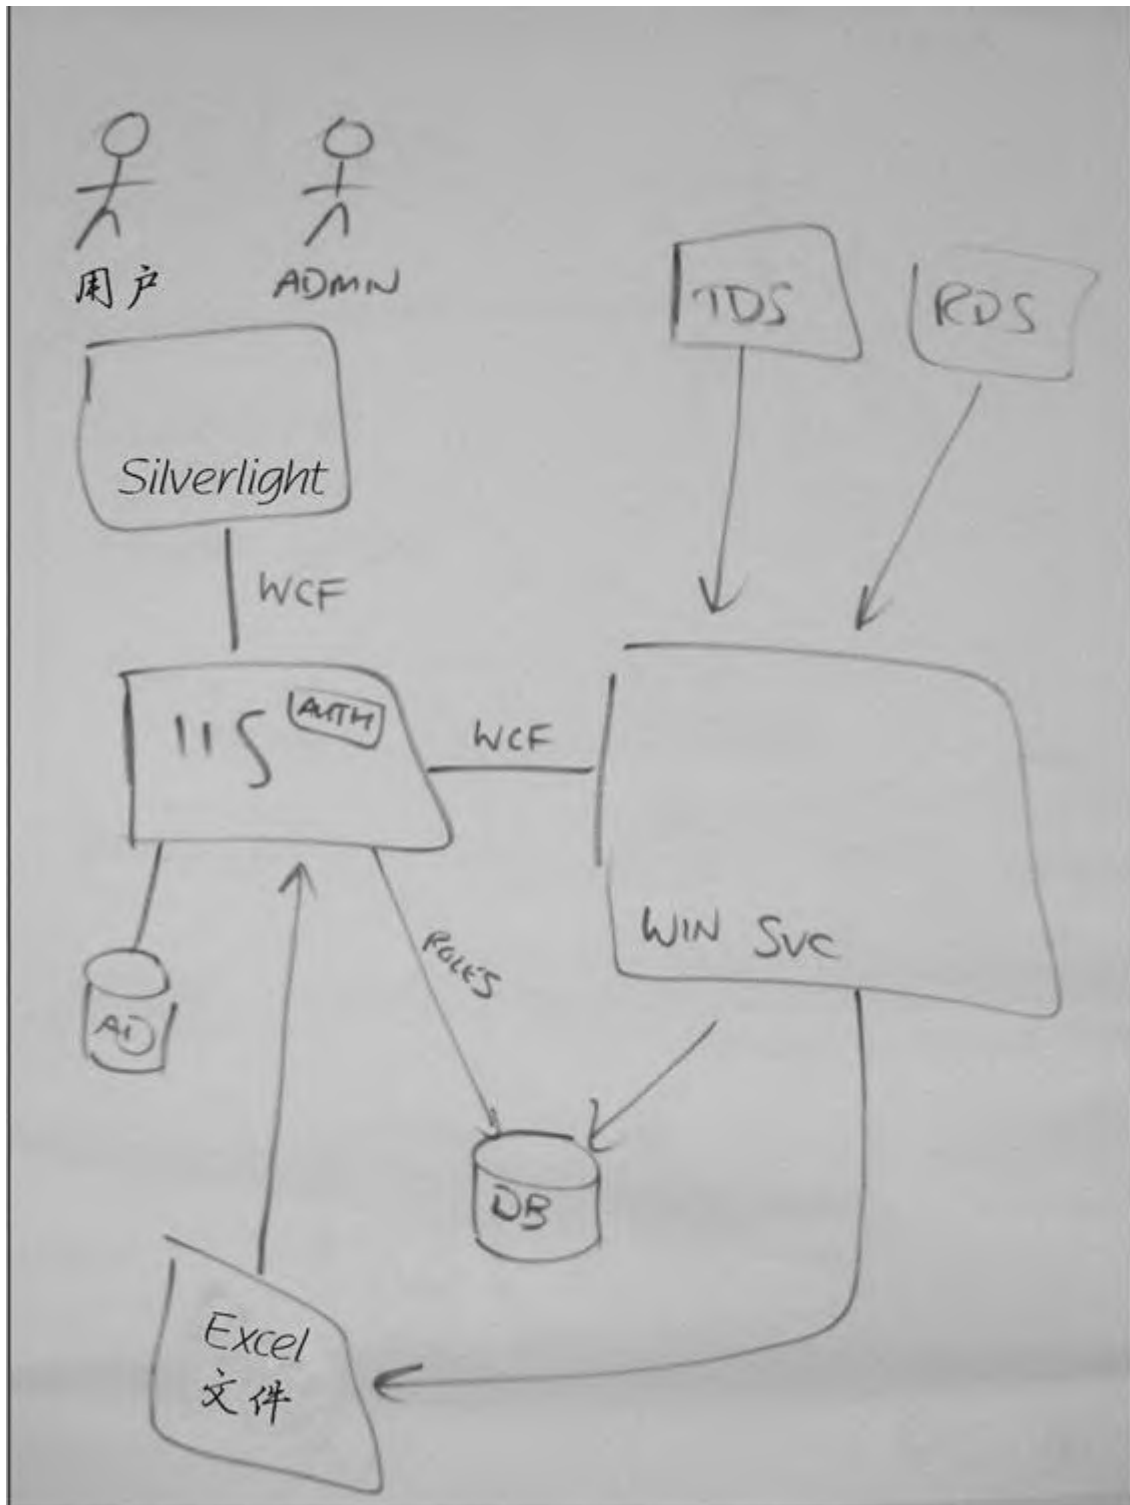 用户
ADMIN
TDS
RDS
Silverlight
WCF
IIS
AUTH
WCF
WIN SVC
ROLES
AD
DB
Excel
文件